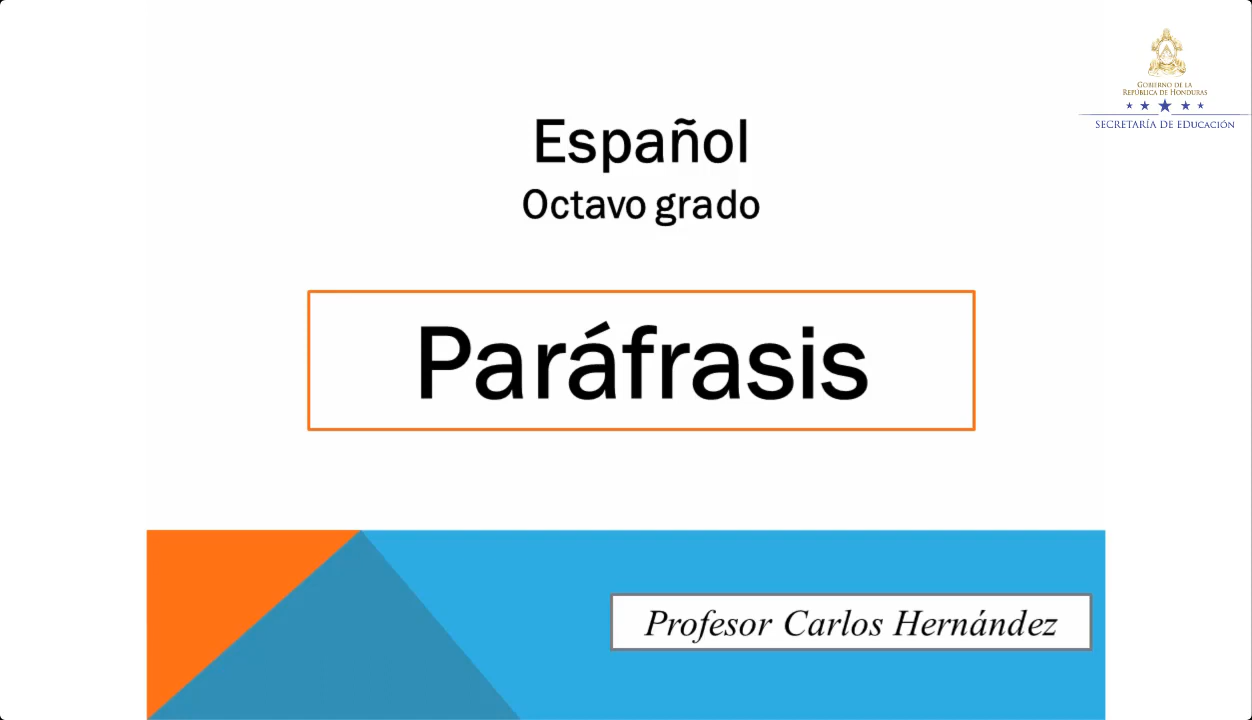 GOBIERNO DE LA
REPÚBLICA DE HONDURAS
SECRETARÍA DE EDUCACIÓN
Español
Octavo grado
Paráfrasis
Profesor Carlos Hernández